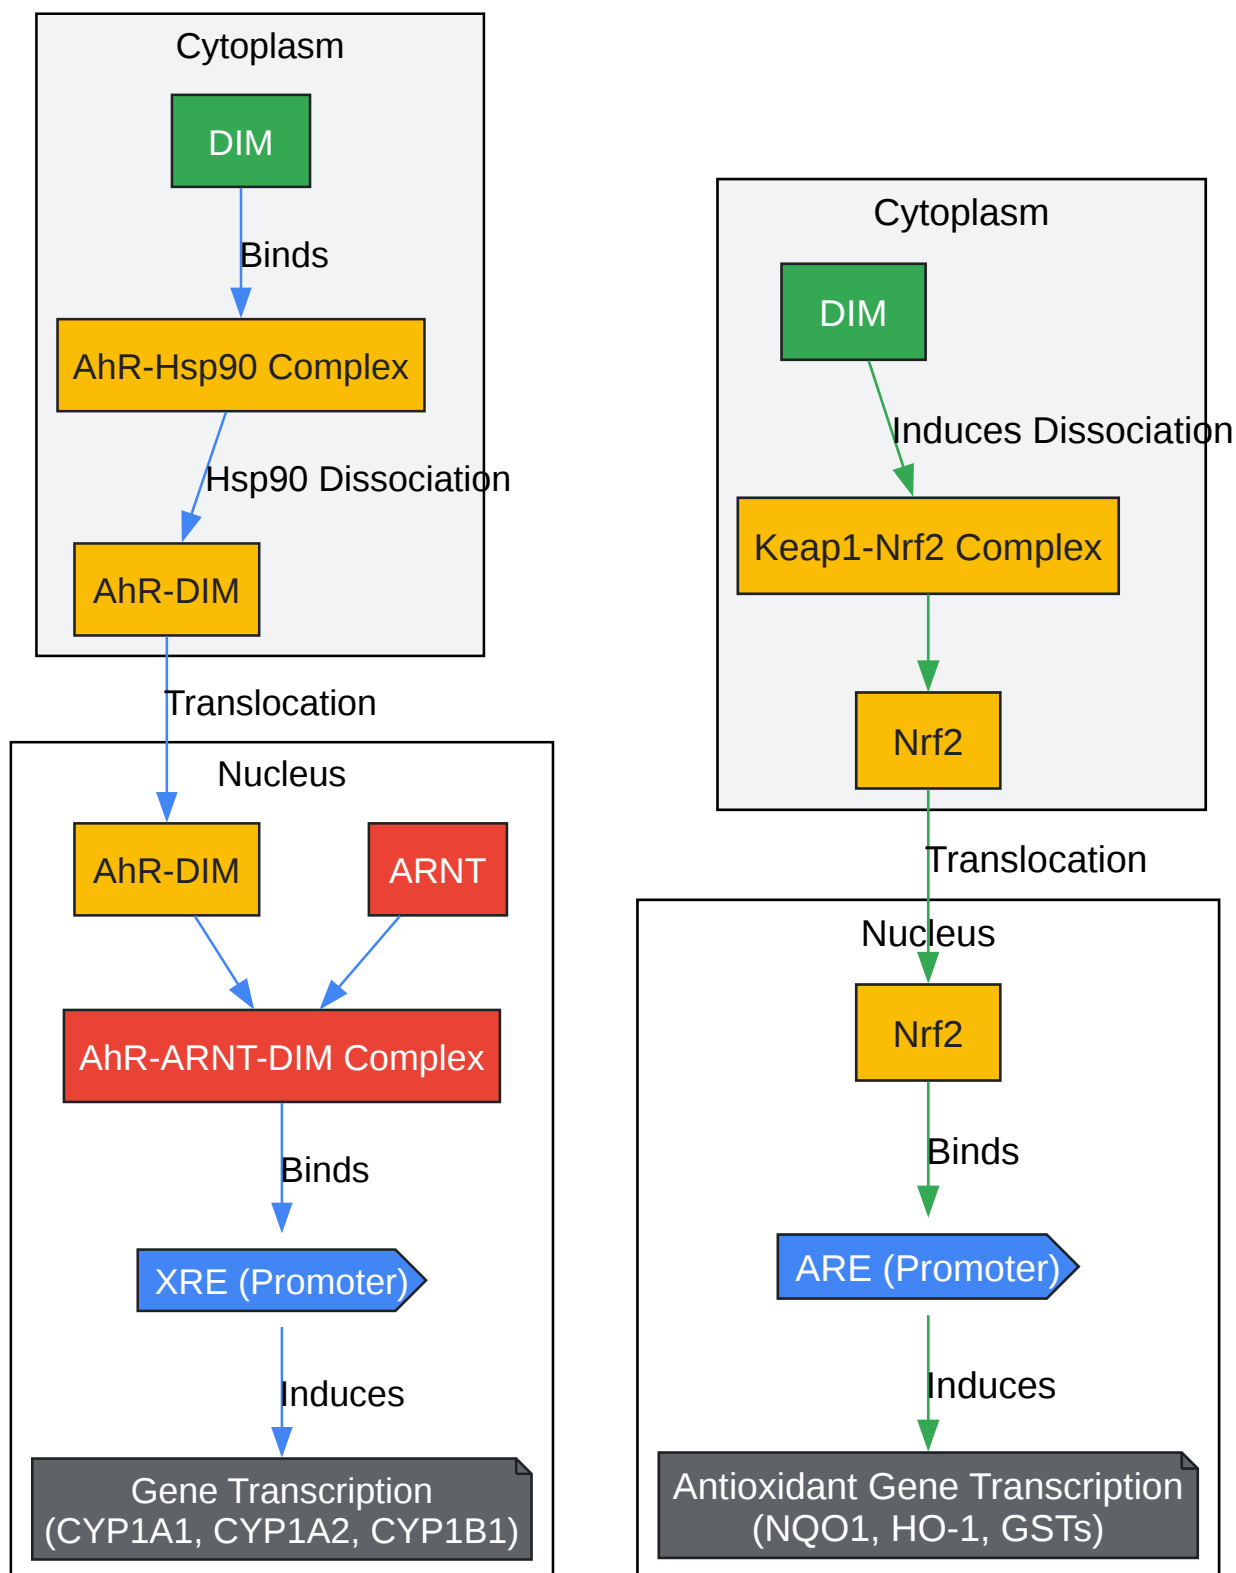 Cytoplasm
DIM
Binds
AhR-Hsp90 Complex
Hsp90 Dissociation
AhR-DIM
Translocation
Nucleus
AhR-DIM
ARNT
AhR-ARNT-DIM Complex
Binds
XRE (Promoter)
Induces
Gene Transcription
(CYP1A1, CYP1A2, CYP1B1)
Cytoplasm
DIM
Induces Dissociation
Keap1-Nrf2 Complex
Nrf2
Translocation
Nucleus
Nrf2
Binds
ARE (Promoter)
Induces
Antioxidant Gene Transcription
(NQO1, HO-1, GSTs)